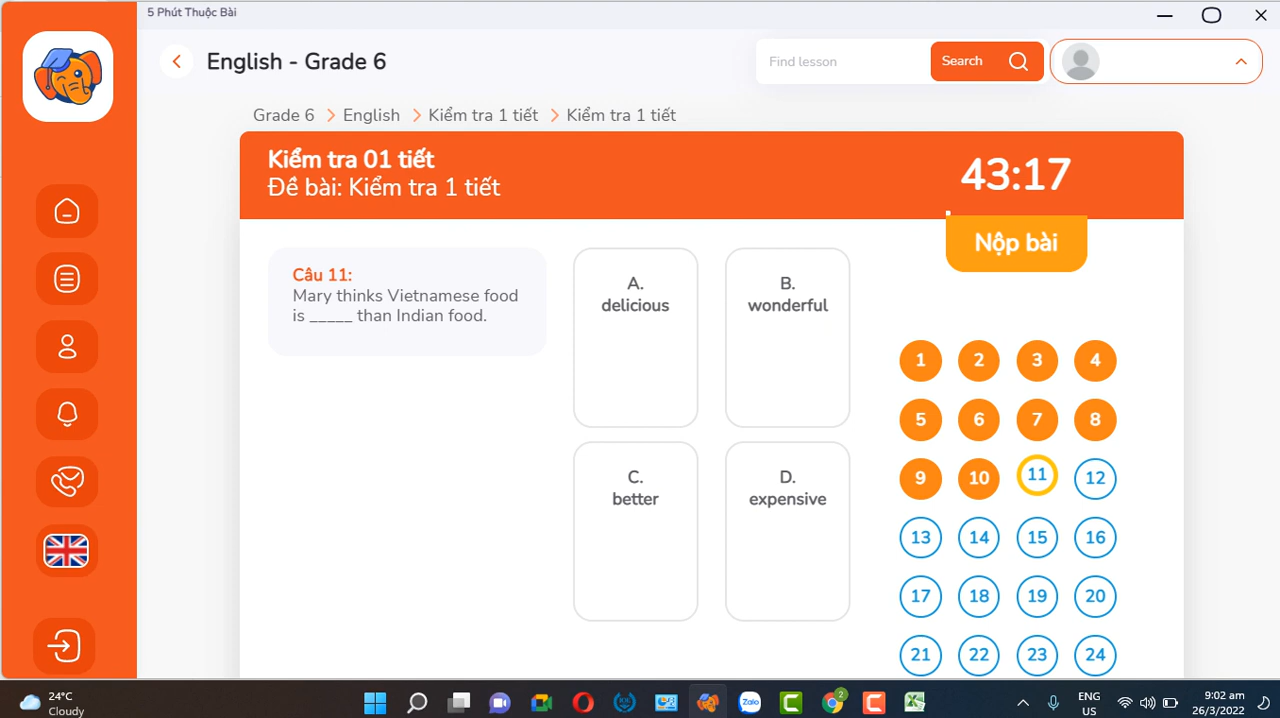 5 Phút Thuộc Bài
English - Grade 6
Find lesson
Search
Grade 6 > English > Kiểm tra 1 tiết > Kiểm tra 1 tiết
Kiểm tra 01 tiết
Đề bài: Kiểm tra 1 tiết
43:17
Nộp bài
Câu 11:
Mary thinks Vietnamese food
is _____ than Indian food.
A.
delicious
B.
wonderful
C.
better
D.
expensive
1 2 3 4
5 6 7 8
9 10 11 12
13 14 15 16
17 18 19 20
21 22 23 24
24°C
Cloudy
Zalo
2
ENG
US
9:02 am
26/3/2022